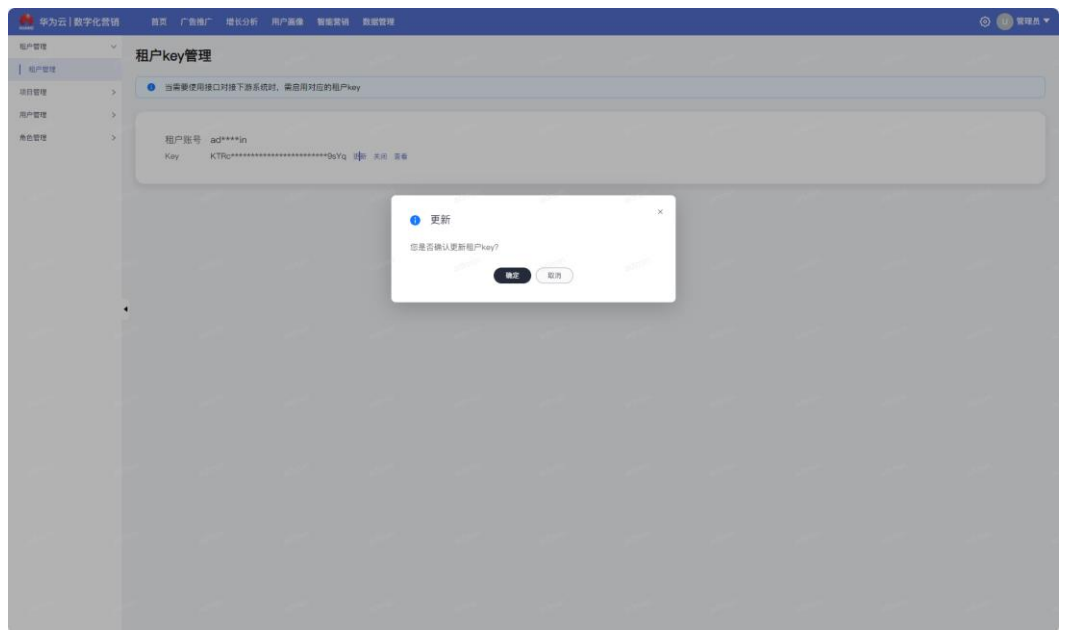 华为云 | 数字化营销 首页 广告推广 增长分析 用户画像 智能营销 数据管理 管理员
租户管理
租户管理
项目管理
用户管理
角色管理
租户key管理
当需要使用接口对接下游系统时，需启用对应的租户key
租户账号 ad****in
Key KTRc************************9sYq 更新 关闭 查看
更新
您是否确认更新租户key?
确定 取消